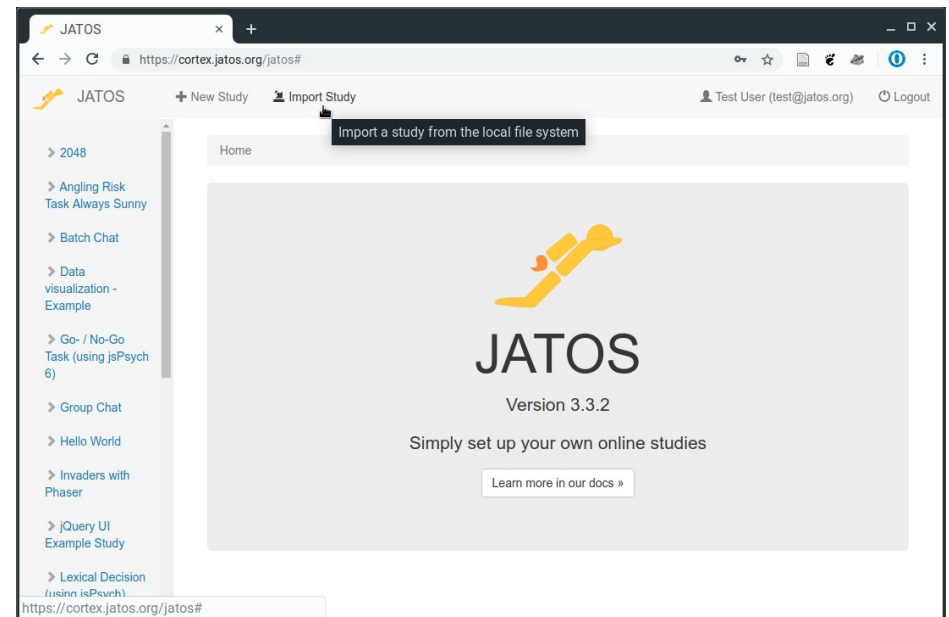 JATOS
https://cortex.jatos.org/jatos#
JATOS
New Study
Import Study
Test User (test@jatos.org)
Logout
Import a study from the local file system
2048
Angling Risk
Task Always Sunny
Batch Chat
Data
visualization -
Example
Go- / No-Go
Task (using jsPsych
6)
Group Chat
Hello World
Invaders with
Phaser
jQuery UI
Example Study
Lexical Decision
(using jsPsych)
Home
JATOS
Version 3.3.2
Simply set up your own online studies
Learn more in our docs »
https://cortex.jatos.org/jatos#